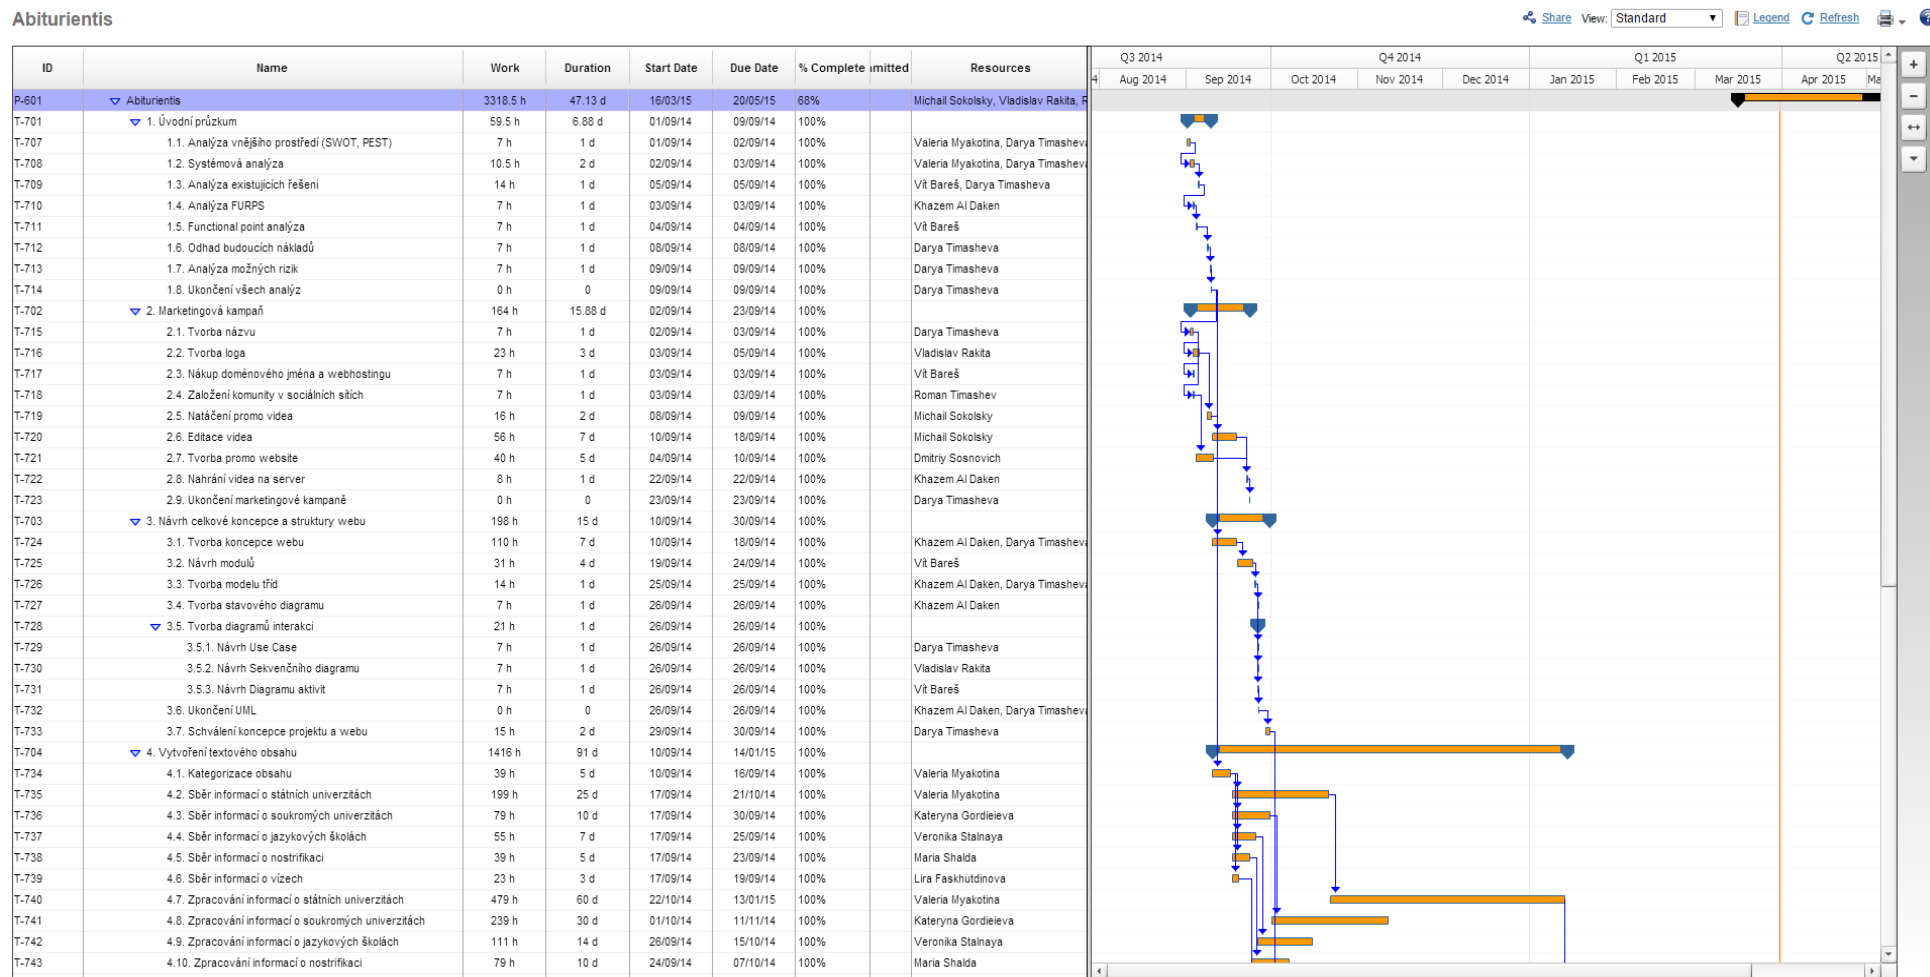 Abiturientis
Share View: Standard Legend Refresh
ID Name Work Duration Start Date Due Date % Complete mitted Resources
Q3 2014 Q4 2014 Q1 2015 Q2 2015
4 Aug 2014 Sep 2014 Oct 2014 Nov 2014 Dec 2014 Jan 2015 Feb 2015 Mar 2015 Apr 2015 Ma
P-601 Abiturientis 3318.5 h 47.13 d 16/03/15 20/05/15 68% Michail Sokolsky, Vladislav Rakita, R
T-701 1. Úvodní průzkum 59.5 h 6.88 d 01/09/14 09/09/14 100%
T-707 1.1. Analýza vnějšího prostředí (SWOT, PEST) 7 h 1 d 01/09/14 02/09/14 100% Valeria Myakotina, Darya Timasheva
T-708 1.2. Systémová analýza 10.5 h 2 d 02/09/14 03/09/14 100% Valeria Myakotina, Darya Timasheva
T-709 1.3. Analýza existujících řešeni 14 h 1 d 05/09/14 05/09/14 100% Vít Bareš, Darya Timasheva
T-710 1.4. Analýza FURPS 7 h 1 d 03/09/14 03/09/14 100% Khazem Al Daken
T-711 1.5. Functional point analýza 7 h 1 d 04/09/14 04/09/14 100% Vít Bareš
T-712 1.6. Odhad budoucích nákladů 7 h 1 d 08/09/14 08/09/14 100% Darya Timasheva
T-713 1.7. Analýza možných rizik 7 h 1 d 09/09/14 09/09/14 100% Darya Timasheva
T-714 1.8. Ukončení všech analýz 0 h 0 09/09/14 09/09/14 100% Darya Timasheva
T-702 2. Marketingová kampaň 164 h 15.88 d 02/09/14 23/09/14 100%
T-715 2.1. Tvorba názvu 7 h 1 d 02/09/14 03/09/14 100% Darya Timasheva
T-716 2.2. Tvorba loga 23 h 3 d 03/09/14 05/09/14 100% Vladislav Rakita
T-717 2.3. Nákup doménového jména a webhostingu 7 h 1 d 03/09/14 03/09/14 100% Vít Bareš
T-718 2.4. Založení komunity v sociálních sítích 7 h 1 d 03/09/14 03/09/14 100% Roman Timashev
T-719 2.5. Natáčení promo videa 16 h 2 d 08/09/14 09/09/14 100% Michail Sokolsky
T-720 2.6. Editace videa 56 h 7 d 10/09/14 18/09/14 100% Michail Sokolsky
T-721 2.7. Tvorba promo website 40 h 5 d 04/09/14 10/09/14 100% Dmitriy Sosnovich
T-722 2.8. Nahrání videa na server 8 h 1 d 22/09/14 22/09/14 100% Khazem Al Daken
T-723 2.9. Ukončení marketingové kampaně 0 h 0 23/09/14 23/09/14 100% Darya Timasheva
T-703 3. Návrh celkové koncepce a struktury webu 198 h 15 d 10/09/14 30/09/14 100%
T-724 3.1. Tvorba koncepce webu 110 h 7 d 10/09/14 18/09/14 100% Khazem Al Daken, Darya Timasheva
T-725 3.2. Návrh modulů 31 h 4 d 19/09/14 24/09/14 100% Vít Bareš
T-726 3.3. Tvorba modelu tříd 14 h 1 d 25/09/14 25/09/14 100% Khazem Al Daken, Darya Timasheva
T-727 3.4. Tvorba stavového diagramu 7 h 1 d 26/09/14 26/09/14 100% Khazem Al Daken
T-728 3.5. Tvorba diagramů interakci 21 h 1 d 26/09/14 26/09/14 100%
T-729 3.5.1. Návrh Use Case 7 h 1 d 26/09/14 26/09/14 100% Darya Timasheva
T-730 3.5.2. Návrh Sekvenčního diagramu 7 h 1 d 26/09/14 26/09/14 100% Vladislav Rakita
T-731 3.5.3. Návrh Diagramu aktivit 7 h 1 d 26/09/14 26/09/14 100% Vít Bareš
T-732 3.6. Ukončení UML 0 h 0 26/09/14 26/09/14 100% Khazem Al Daken, Darya Timasheva
T-733 3.7. Schválení koncepce projektu a webu 15 h 2 d 29/09/14 30/09/14 100% Darya Timasheva
T-704 4. Vytvoření textového obsahu 1416 h 91 d 10/09/14 14/01/15 100%
T-734 4.1. Kategorizace obsahu 39 h 5 d 10/09/14 16/09/14 100% Valeria Myakotina
T-735 4.2. Sběr informací o státních univerzitách 199 h 25 d 17/09/14 21/10/14 100% Valeria Myakotina
T-736 4.3. Sběr informací o soukromých univerzitách 79 h 10 d 17/09/14 30/09/14 100% Kateryna Gordieieva
T-737 4.4. Sběr informací o jazykových školách 55 h 7 d 17/09/14 25/09/14 100% Veronika Stalnaya
T-738 4.5. Sběr informací o nostrifikaci 39 h 5 d 17/09/14 23/09/14 100% Maria Shalda
T-739 4.6. Sběr informací o vízech 23 h 3 d 17/09/14 19/09/14 100% Lira Faskhutdinova
T-740 4.7. Zpracování informací o státních univerzitách 479 h 60 d 22/10/14 13/01/15 100% Valeria Myakotina
T-741 4.8. Zpracování informací o soukromých univerzitách 239 h 30 d 01/10/14 11/11/14 100% Kateryna Gordieieva
T-742 4.9. Zpracování informací o jazykových školách 111 h 14 d 26/09/14 15/10/14 100% Veronika Stalnaya
T-743 4.10. Zpracování informací o nostrifikaci 79 h 10 d 24/09/14 07/10/14 100% Maria Shalda